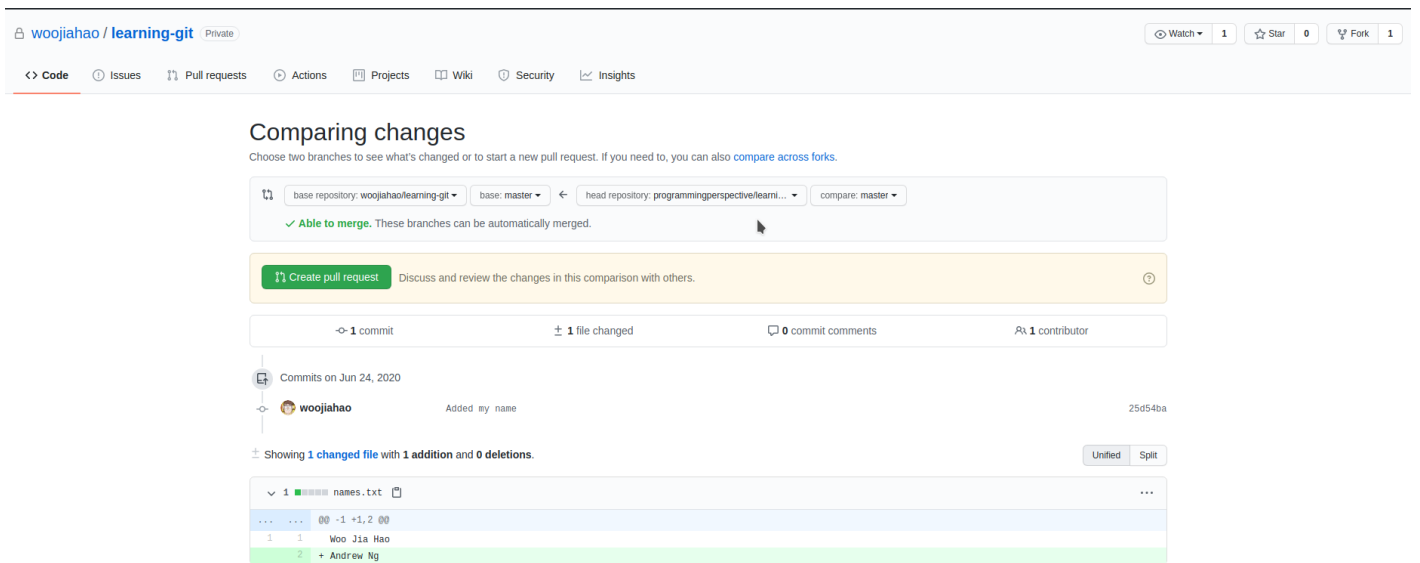 woojiahao / learning-git Private
Watch 1 Star 0 Fork 1
Code Issues Pull requests Actions Projects Wiki Security Insights
Comparing changes
Choose two branches to see what's changed or to start a new pull request. If you need to, you can also compare across forks.
base repository: woojiahao/learning-git base: master ← head repository: programmingperspective/learni... compare: master
Able to merge. These branches can be automatically merged.
Create pull request Discuss and review the changes in this comparison with others.
1 commit 1 file changed 0 commit comments 1 contributor
Commits on Jun 24, 2020
woojiahao Added my name 25d54ba
Showing 1 changed file with 1 addition and 0 deletions. Unified Split
1 names.txt ...
... ... @@ -1 +1,2 @@
1 1 Woo Jia Hao
2 + Andrew Ng